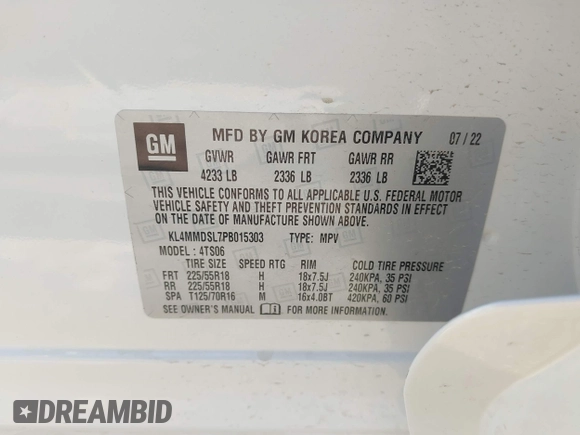 GM MFD BY GM KOREA COMPANY 07/22
GVWR GAWR FRT GAWR RR
4233 LB 2336 LB 2336 LB
THIS VEHICLE CONFORMS TO ALL APPLICABLE U.S. FEDERAL MOTOR
VEHICLE SAFETY AND THEFT PREVENTION STANDARDS IN EFFECT
ON THE DATE OF MANUFACTURE SHOWN ABOVE.
KL4MMDSL7PB015303 TYPE: MPV
MODEL: 4TS06
TIRE SIZE SPEED RTG RIM COLD TIRE PRESSURE
FRT 225/55R18 H 18x7.5J 240KPA, 35 PSI
RR 225/55R18 H 18x7.5J 240KPA, 35 PSI
SPA T125/70R16 M 16x4.0BT 420KPA, 60 PSI
SEE OWNER'S MANUAL FOR MORE INFORMATION.
DREAMBID